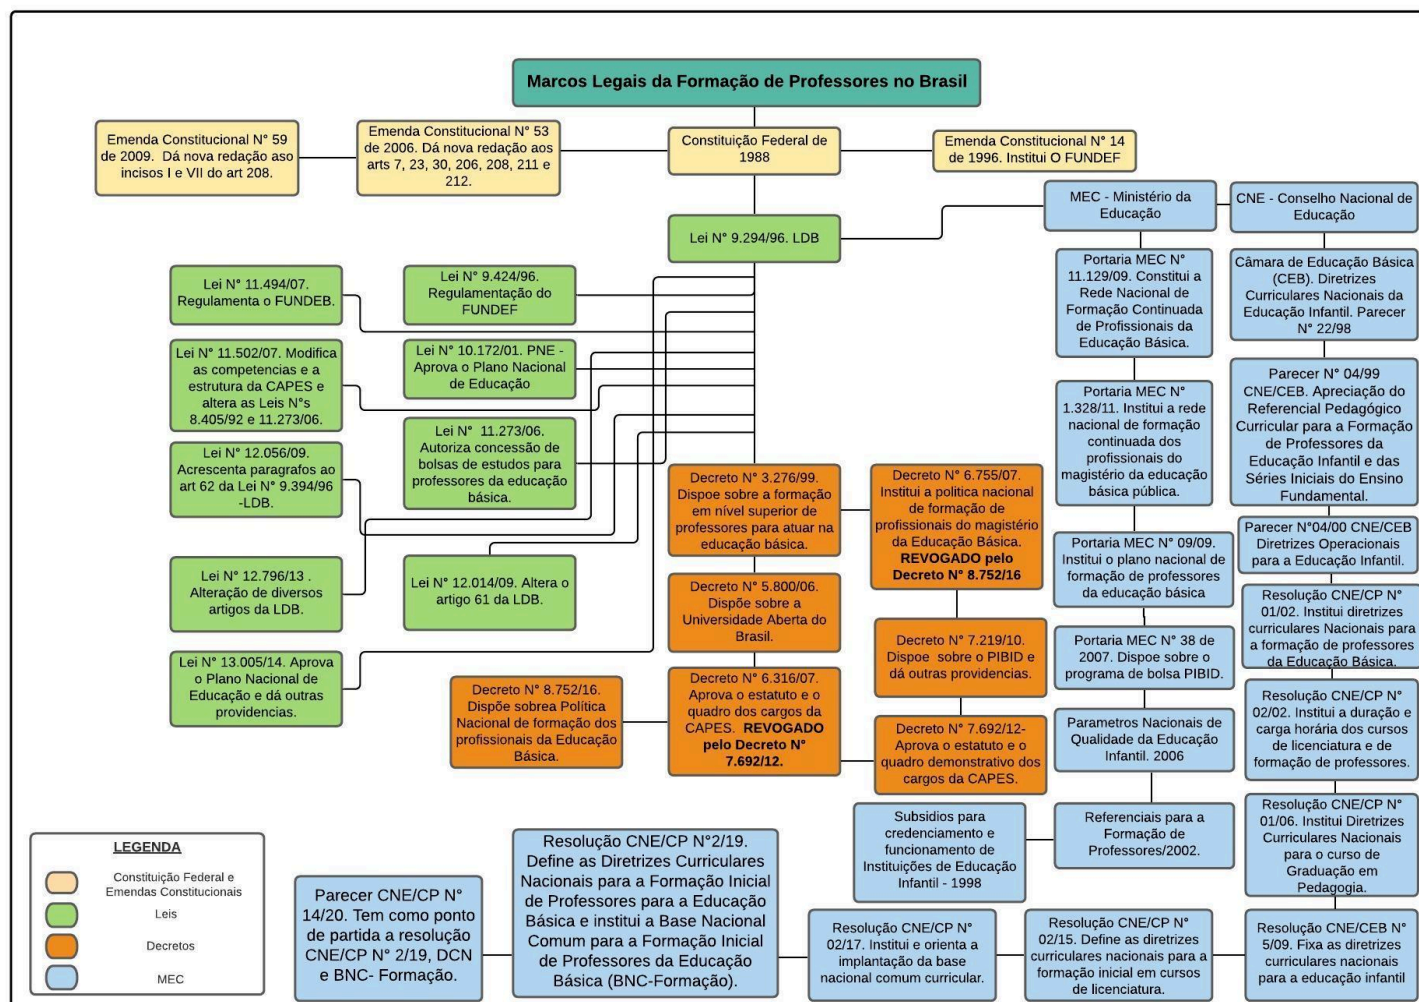 Marcos Legais da Formação de Professores no Brasil
Emenda Constitucional N° 59
de 2009. Dá nova redação aso
incisos I e VII do art 208.
Emenda Constitucional N° 53
de 2006. Dá nova redação aos
arts 7, 23, 30, 206, 208, 211 e
212.
Constituição Federal de
1988
Emenda Constitucional N° 14
de 1996. Institui O FUNDEF
Lei N° 9.294/96. LDB
MEC - Ministério da
Educação
CNE - Conselho Nacional de
Educação
Lei N° 11.494/07.
Regulamenta o FUNDEB.
Lei N° 9.424/96.
Regulamentação do
FUNDEF
Lei N° 11.502/07. Modifica
as competencias e a
estrutura da CAPES e
altera as Leis N°s
8.405/92 e 11.273/06.
Lei N° 10.172/01. PNE -
Aprova o Plano Nacional
de Educação
Lei N° 12.056/09.
Acrescenta paragrafos ao
art 62 da Lei N° 9.394/96
-LDB.
Lei N° 11.273/06.
Autoriza concessão de
bolsas de estudos para
professores da educação
básica.
Lei N° 12.796/13 .
Alteração de diversos
artigos da LDB.
Lei N° 12.014/09. Altera o
artigo 61 da LDB.
Lei N° 13.005/14. Aprova
o Plano Nacional de
Educação e dá outras
providencias.
Decreto N° 3.276/99.
Dispoe sobre a formação
em nível superior de
professores para atuar na
educação básica.
Decreto N° 6.755/07.
Institui a politica nacional
de formação de
profissionais do magistério
da Educação Básica.
REVOGADO pelo
Decreto N° 8.752/16
Decreto N° 5.800/06.
Dispõe sobre a
Universidade Aberta do
Brasil.
Decreto N° 7.219/10.
Dispoe sobre o PIBID e
dá outras providencias.
Decreto N° 8.752/16.
Dispõe sobrea Política
Nacional de formação dos
profissionais da Educação
Básica.
Decreto N° 6.316/07.
Aprova o estatuto e o
quadro dos cargos da
CAPES. REVOGADO
pelo Decreto N°
7.692/12.
Decreto N° 7.692/12-
Aprova o estatuto e o
quadro demonstrativo dos
cargos da CAPES.
Portaria MEC N°
11.129/09. Constitui a
Rede Nacional de
Formação Continuada
de Profissionais da
Educação Básica.
Portaria MEC N°
1.328/11. Institui a rede
nacional de formação
continuada dos
profissionais do
magistério da educação
básica pública.
Portaria MEC N° 09/09.
Institui o plano nacional de
formação de professores
da educação básica
Portaria MEC N° 38 de
2007. Dispoe sobre o
programa de bolsa PIBID.
Parametros Nacionais de
Qualidade da Educação
Infantil. 2006
Referenciais para a
Formação de
Professores/2002.
Subsidios para
credenciamento e
funcionamento de
Instituições de Educação
Infantil - 1998
Câmara de Educação Básica
(CEB). Diretrizes
Curriculares Nacionais da
Educação Infantil. Parecer
N° 22/98
Parecer N° 04/99
CNE/CEB. Apreciação do
Referencial Pedagógico
Curricular para a Formação
de Professores da
Educação Infantil e das
Séries Iniciais do Ensino
Fundamental.
Parecer N°04/00 CNE/CEB
Diretrizes Operacionais
para a Educação Infantil.
Resolução CNE/CP N°
01/02. Institui diretrizes
curriculares Nacionais para
a formação de professores
da Educação Básica.
Resolução CNE/CP N°
02/02. Institui a duração e
carga horária dos cursos
de licenciatura e de
formação de professores.
Resolução CNE/CP N°
01/06. Institui Diretrizes
Curriculares Nacionais
para o curso de
Graduação em
Pedagogia.
Resolução CNE/CEB N°
5/09. Fixa as diretrizes
curriculares nacionais
para a educação infantil
Resolução CNE/CP N°
02/15. Define as diretrizes
curriculares nacionais para a
formação inicial em cursos
de licenciatura.
Resolução CNE/CP N°
02/17. Institui e orienta a
implantação da base
nacional comum curricular.
Resolução CNE/CP N°2/19.
Define as Diretrizes Curriculares
Nacionais para a Formação Inicial
de Professores para a Educação
Básica e institui a Base Nacional
Comum para a Formação Inicial
de Professores da Educação
Básica (BNC-Formação).
Parecer CNE/CP N°
14/20. Tem como ponto
de partida a resolução
CNE/CP N° 2/19, DCN
e BNC- Formação.
LEGENDA
Constituição Federal e
Emendas Constitucionais
Leis
Decretos
MEC